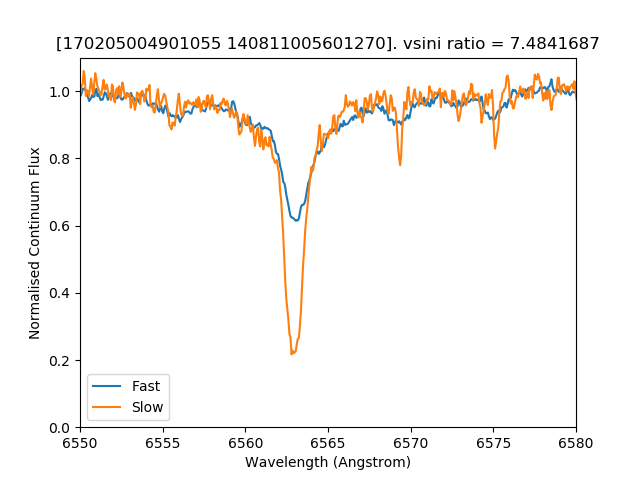 [170205004901055 140811005601270]. vsini ratio = 7.4841687
1.0
0.8
0.6
0.4
0.2
0.0
Normalised Continuum Flux
Fast
Slow
6550 6555 6560 6565 6570 6575 6580
Wavelength (Angstrom)